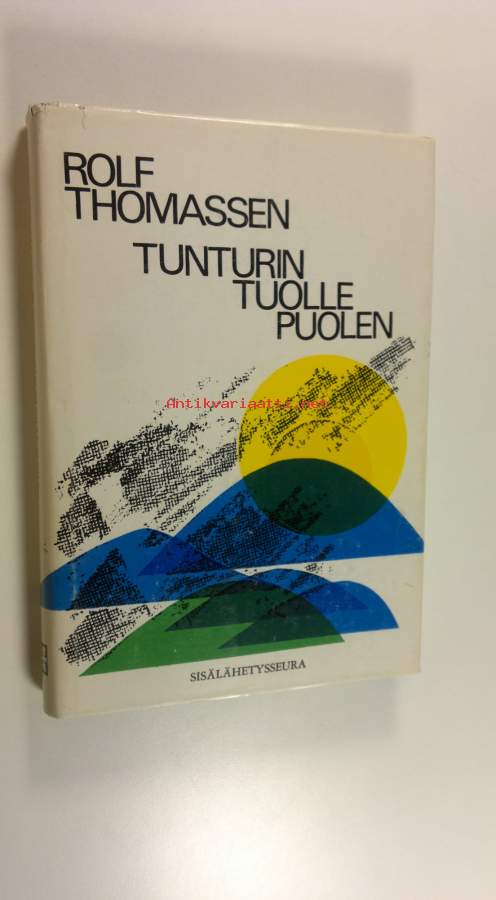 ROLF
THOMASSEN
TUNTURIN
TUOLLE
PUOLEN
Antikvariaatti.net
SISÄLÄHETYSSEURA